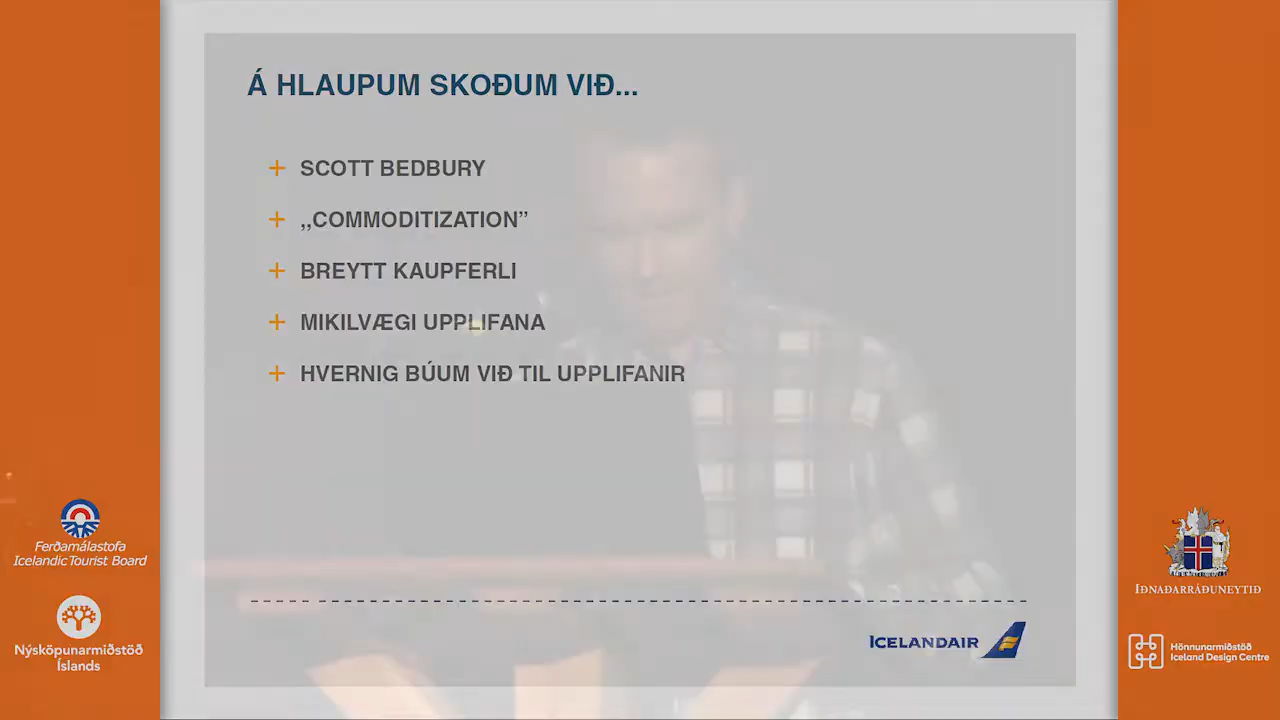 Á HLAUPUM SKOÐUM VIÐ...
+ SCOTT BEDBURY
+ ,,COMMODITIZATION”
+ BREYTT KAUPFERLI
+ MIKILVÆGI UPPLIFANA
+ HVERNIG BÚUM VIÐ TIL UPPLIFANIR
ICELANDAIR
Ferðamálastofa
Icelandic Tourist Board
Nýsköpunarmiðstöð
Íslands
IÐNAÐARRÁÐUNEYTIÐ
Hönnunarmiðstöð
Iceland Design Centre